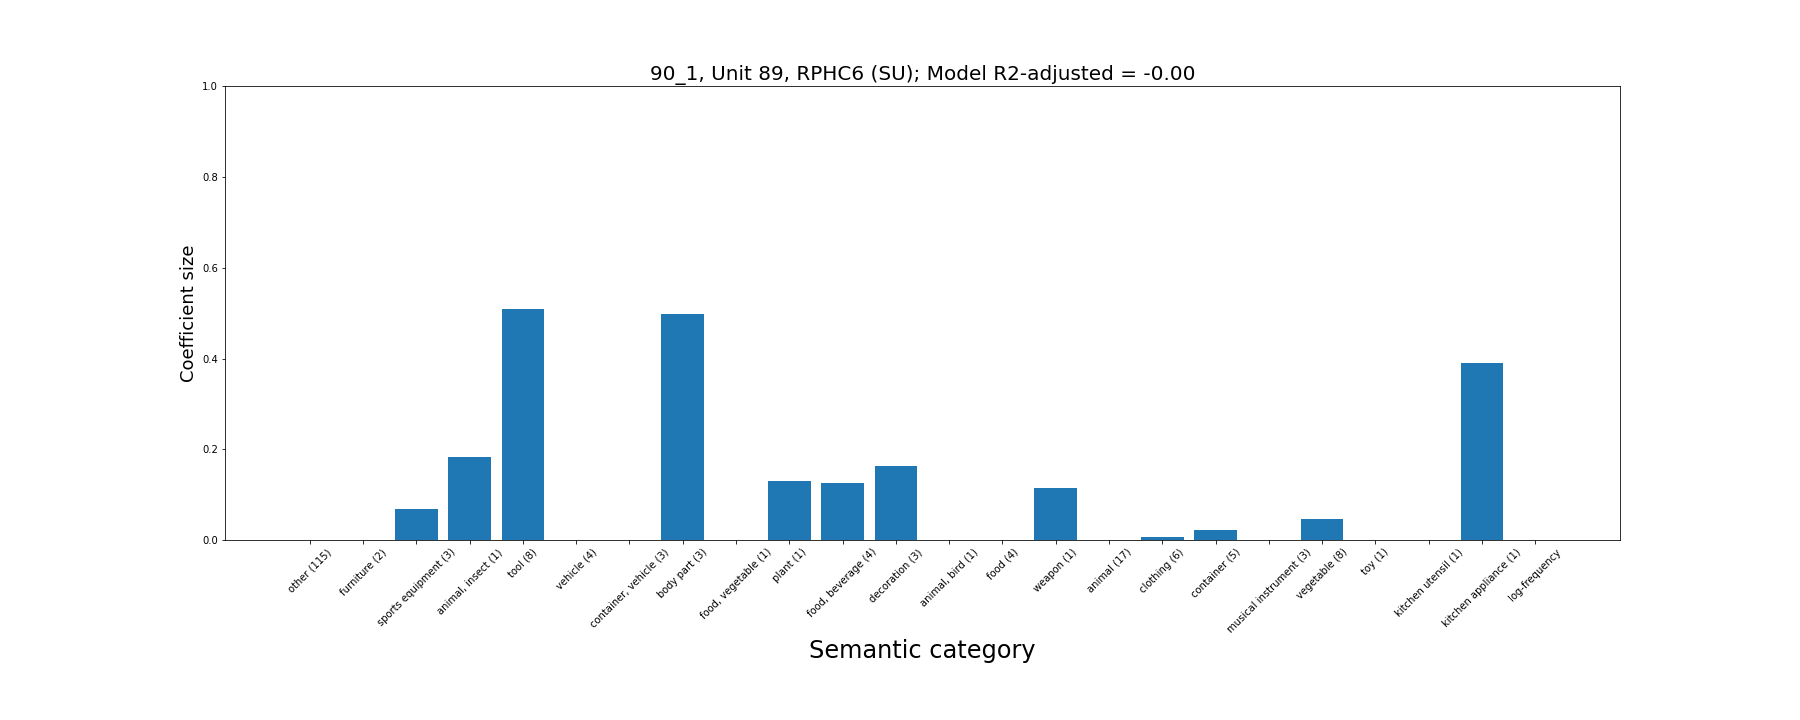 90_1, Unit 89, RPHC6 (SU); Model R2-adjusted = -0.00
1.0
0.8
0.6
0.4
0.2
0.0
Coefficient size
other (115)
furniture (2)
sports equipment (3)
animal, insect (1)
tool (8)
vehicle (4)
container, vehicle (3)
body part (3)
food, vegetable (1)
plant (1)
food, beverage (4)
decoration (3)
animal, bird (1)
food (4)
weapon (1)
animal (17)
clothing (6)
container (5)
musical instrument (3)
vegetable (8)
toy (1)
kitchen utensil (1)
kitchen appliance (1)
log-frequency
Semantic category